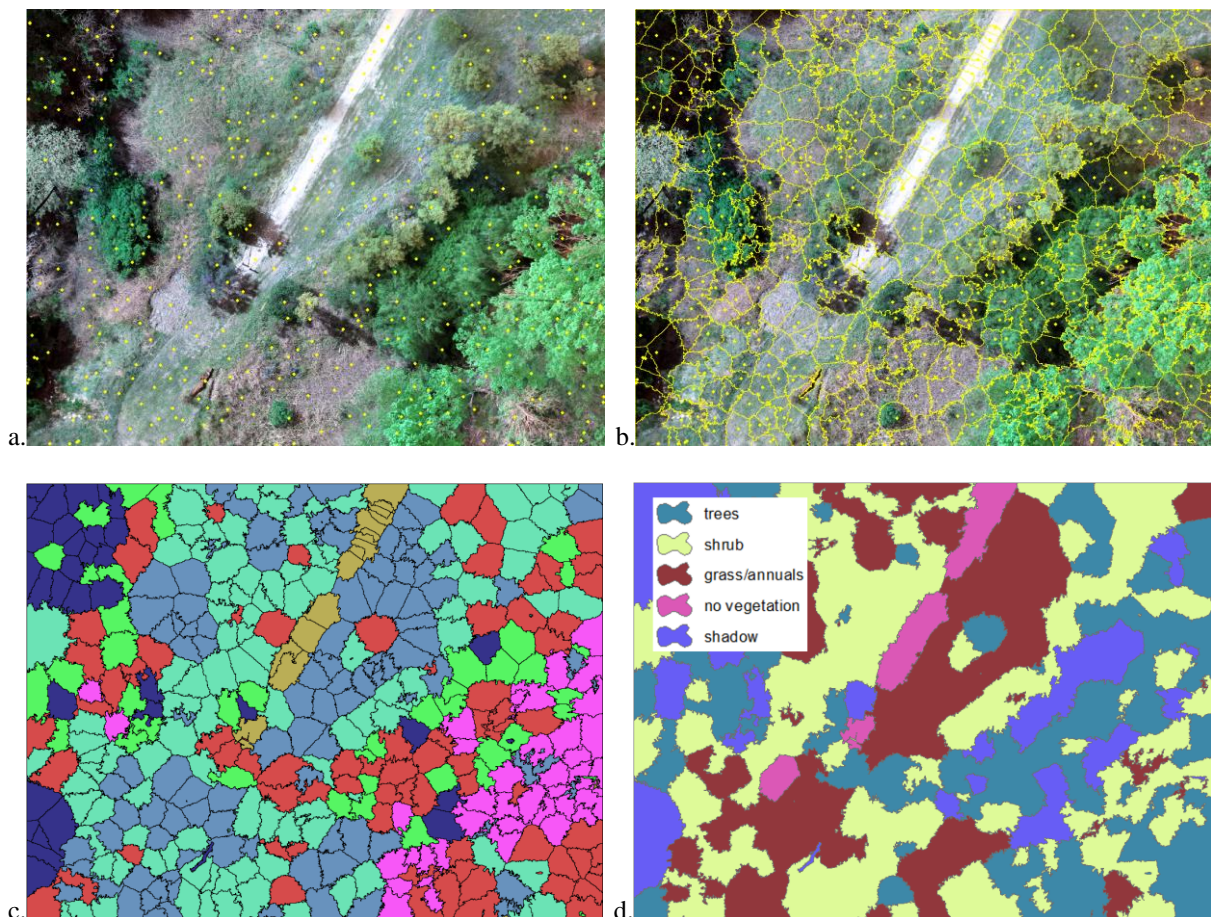 a.
b.
trees
shrub
grass/annuals
no vegetation
shadow
c.
d.